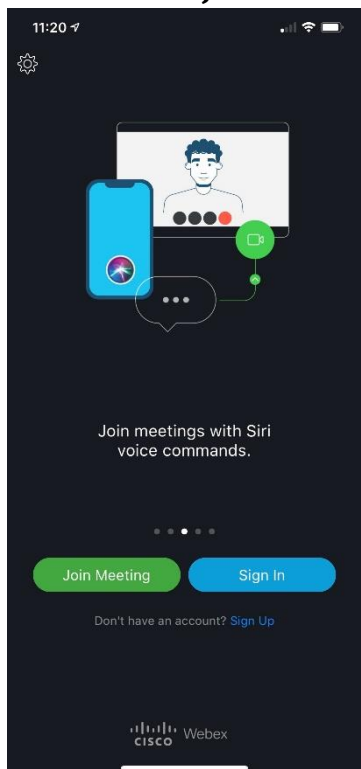 11:20
Join meetings with Siri
voice commands.
Join Meeting
Sign In
Don't have an account? Sign Up
CISCO Webex